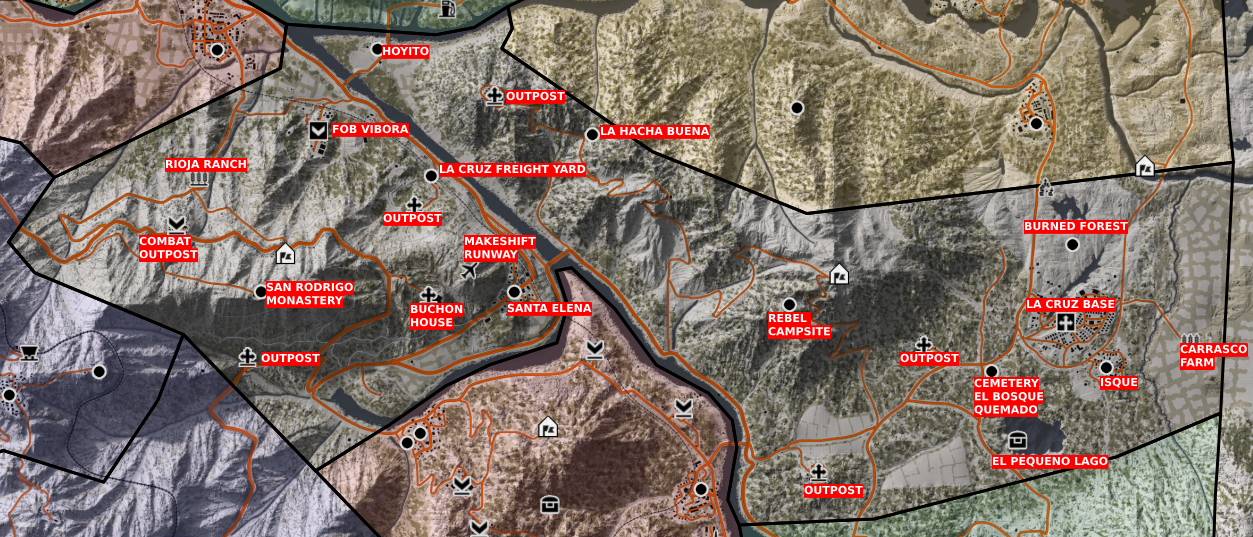 HOYITO
OUTPOST
FOB VIBORA
LA HACHA BUENA
RIOJA RANCH
LA CRUZ FREIGHT YARD
OUTPOST
COMBAT
OUTPOST
MAKESHIFT
RUNWAY
BURNED FOREST
SAN RODRIGO
MONASTERY
BUCHON
HOUSE
SANTA ELENA
REBEL
CAMPSITE
LA CRUZ BASE
OUTPOST
OUTPOST
CARRASCO
FARM
CEMETERY
EL BOSQUE
QUEMADO
ISQUE
EL PEQUENO LAGO
OUTPOST